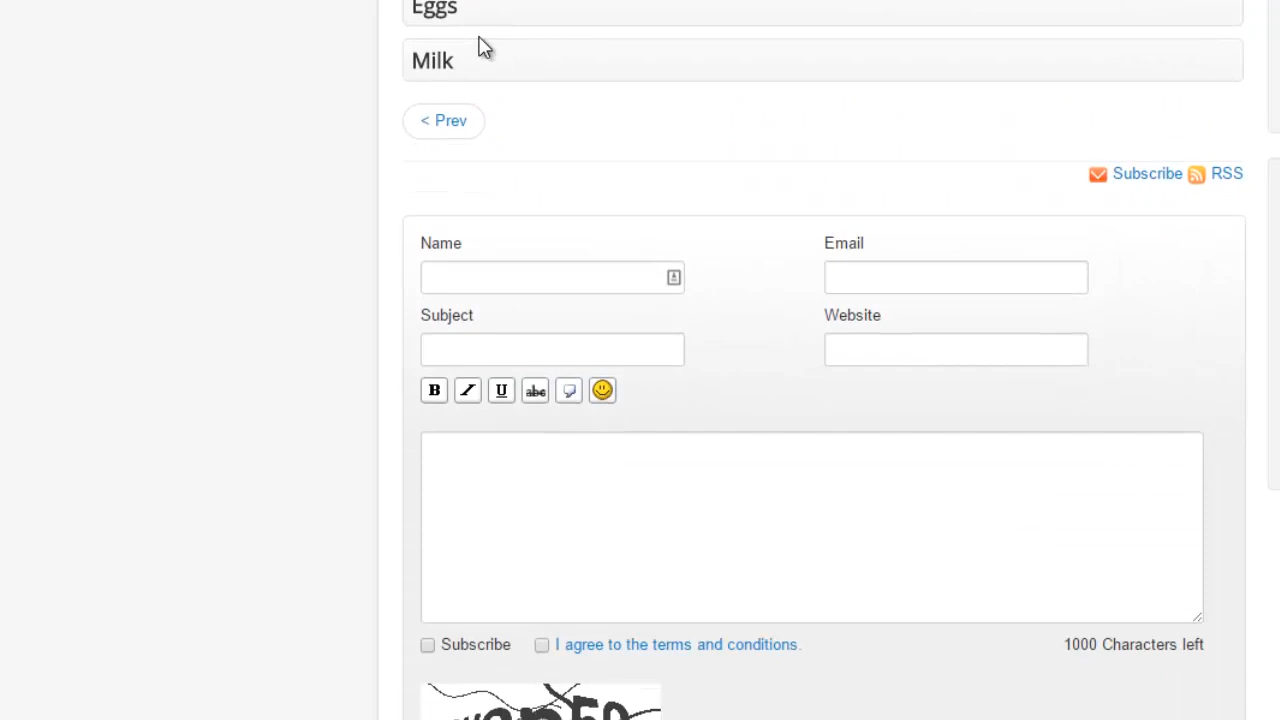 Eggs
Milk
< Prev
Subscribe RSS
Name Email
Subject Website
B I U abc
Subscribe I agree to the terms and conditions. 1000 Characters left